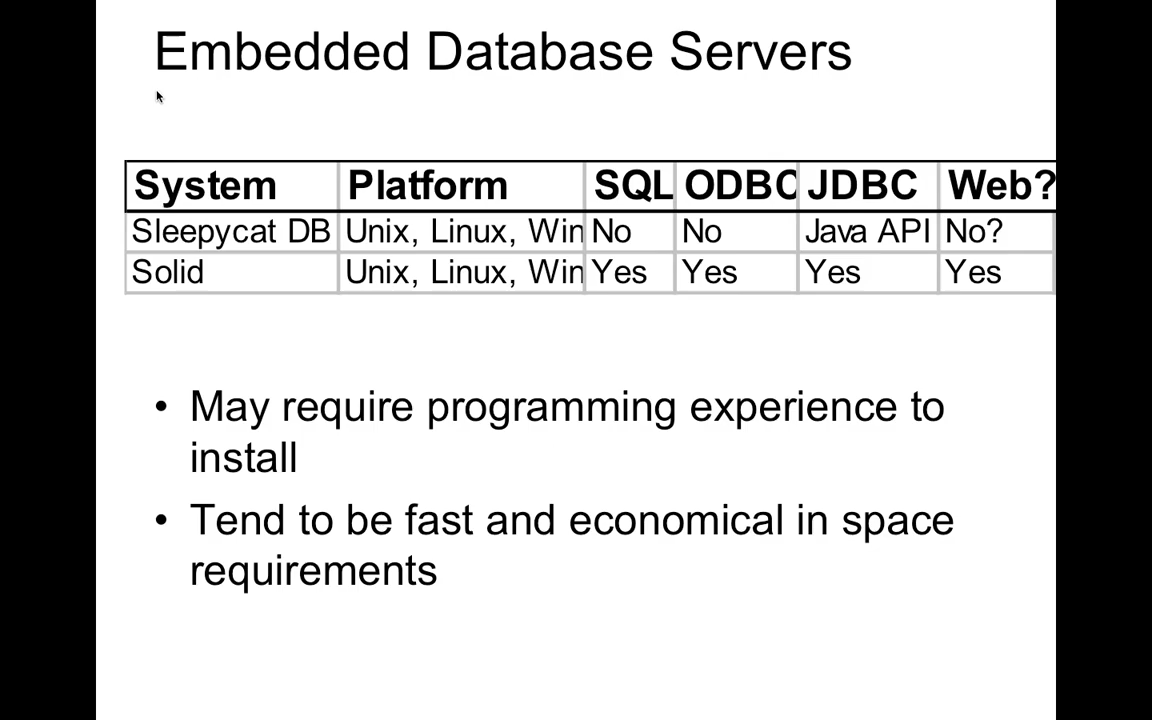 Embedded Database Servers
System Platform SQL ODBC JDBC Web?
Sleepycat DB Unix, Linux, Win No No Java API No?
Solid Unix, Linux, Win Yes Yes Yes Yes
• May require programming experience to
install
• Tend to be fast and economical in space
requirements